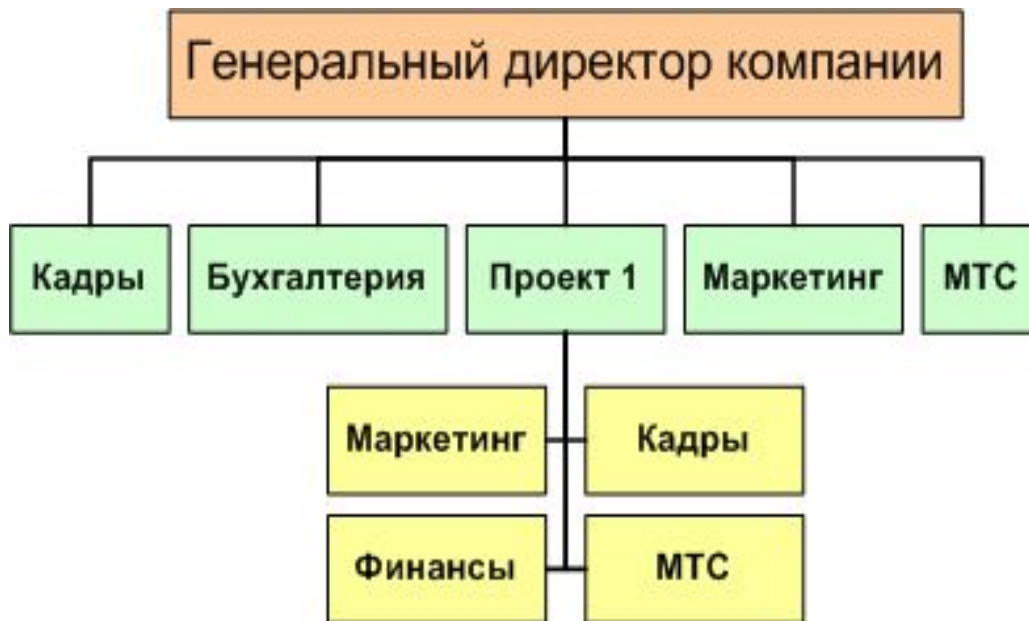 Генеральный директор компании
Кадры
Бухгалтерия
Проект 1
Маркетинг
МТС
Маркетинг
Кадры
Финансы
МТС